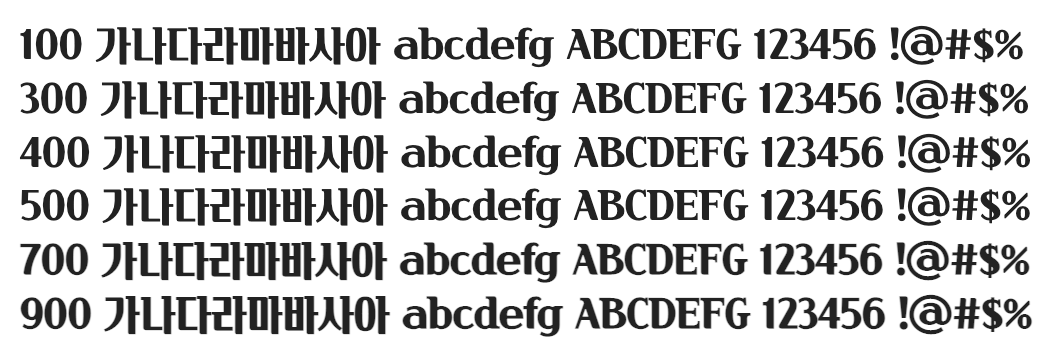 100 가나다라마바사아 abcdefg ABCDEFG 123456 !@#$%
300 가나다라마바사아 abcdefg ABCDEFG 123456 !@#$%
400 가나다라마바사아 abcdefg ABCDEFG 123456 !@#$%
500 가나다라마바사아 abcdefg ABCDEFG 123456 !@#$%
700 가나다라마바사아 abcdefg ABCDEFG 123456 !@#$%
900 가나다라마바사아 abcdefg ABCDEFG 123456 !@#$%